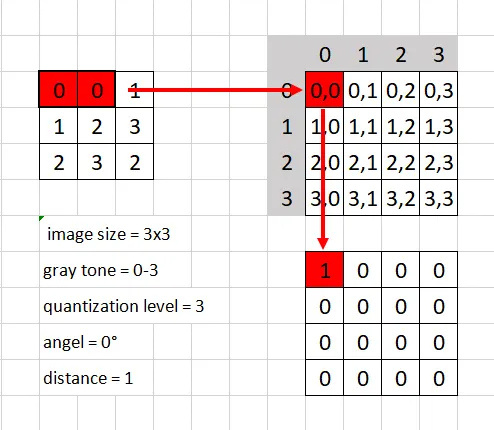 0 1 2 3
0 0 1 0 0,0 0,1 0,2 0,3
1 2 3 1 1,0 1,1 1,2 1,3
2 3 2 2 2,0 2,1 2,2 2,3
3 3,0 3,1 3,2 3,3
image size = 3x3
gray tone = 0-3 1 0 0 0
quantization level = 3 0 0 0 0
angel = 0° 0 0 0 0
distance = 1 0 0 0 0